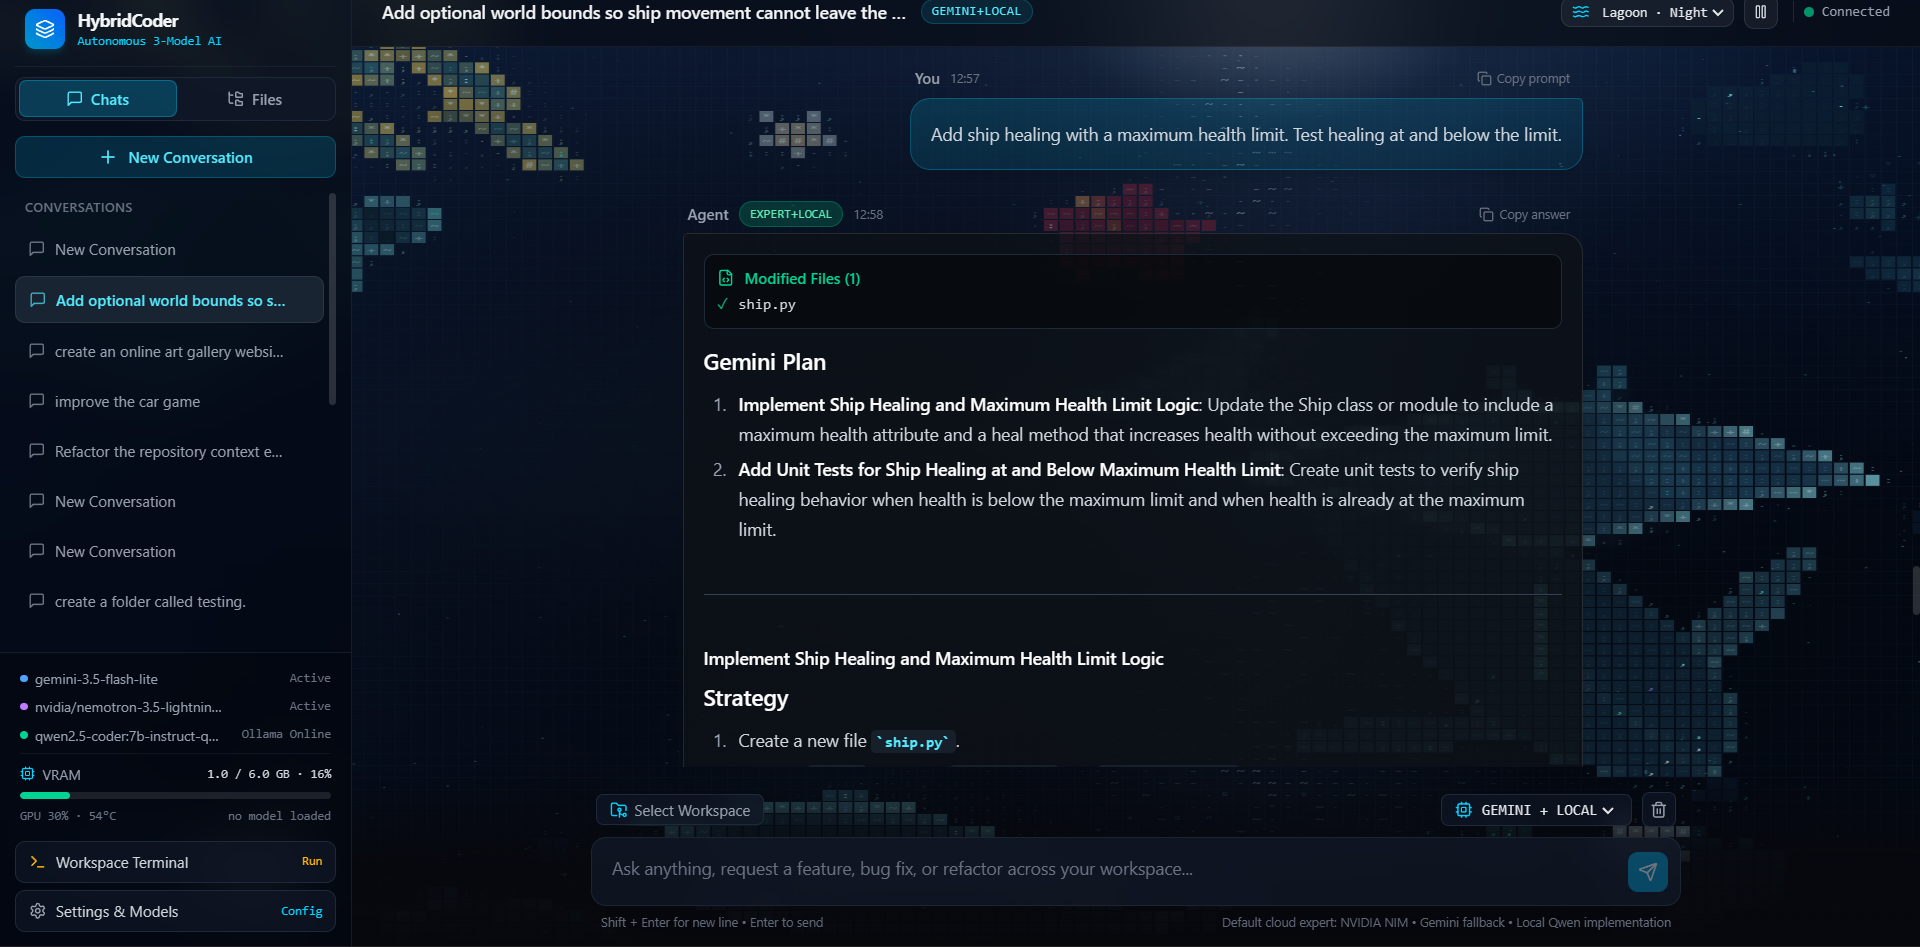 HybridCoder
Autonomous 3-Model AI
Chats
Files
New Conversation
CONVERSATIONS
New Conversation
Add optional world bounds so s...
create an online art gallery websi...
improve the car game
Refactor the repository context e...
New Conversation
New Conversation
create a folder called testing.
gemini-3.5-flash-lite Active
nvidia/nemotron-3.5-lightnin... Active
qwen2.5-coder:7b-instruct-q... Ollama Online
VRAM 1.0 / 6.0 GB · 16%
GPU 30% · 54°C no model loaded
Workspace Terminal Run
Settings & Models Config
Add optional world bounds so ship movement cannot leave the ... GEMINI+LOCAL
Lagoon · Night
Connected
You 12:57 Copy prompt
Add ship healing with a maximum health limit. Test healing at and below the limit.
Agent EXPERT+LOCAL 12:58 Copy answer
Modified Files (1)
✓ ship.py
Gemini Plan
1. Implement Ship Healing and Maximum Health Limit Logic: Update the Ship class or module to include a
maximum health attribute and a heal method that increases health without exceeding the maximum limit.
2. Add Unit Tests for Ship Healing at and Below Maximum Health Limit: Create unit tests to verify ship
healing behavior when health is below the maximum limit and when health is already at the maximum
limit.
Implement Ship Healing and Maximum Health Limit Logic
Strategy
1. Create a new file `ship.py`.
Select Workspace
GEMINI + LOCAL
Ask anything, request a feature, bug fix, or refactor across your workspace...
Shift + Enter for new line • Enter to send
Default cloud expert: NVIDIA NIM • Gemini fallback • Local Qwen implementation